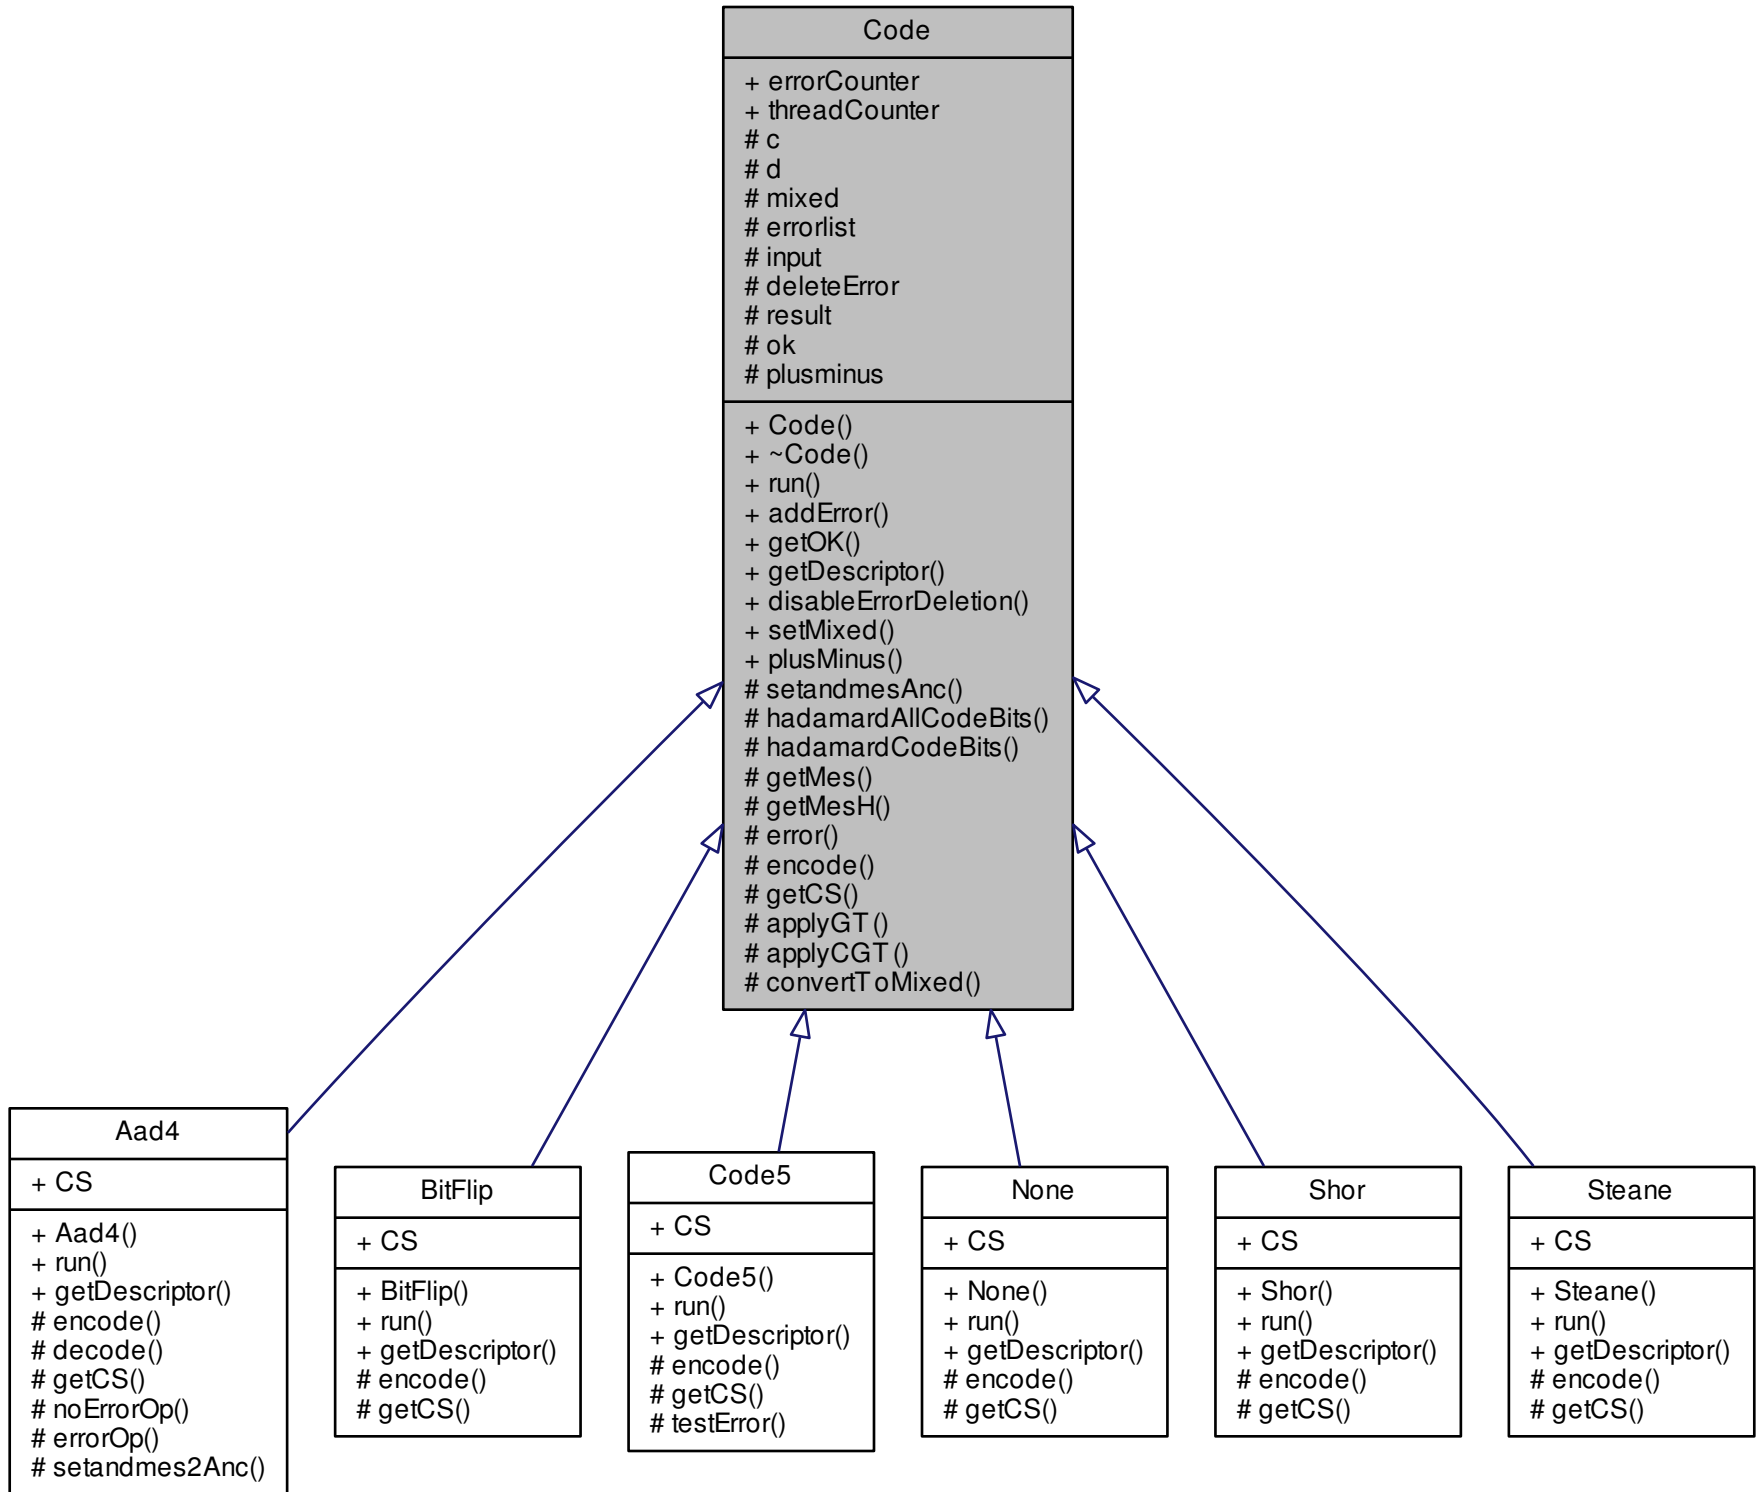 Code
+ errorCounter
+ threadCounter
# c
# d
# mixed
# errorlist
# input
# deleteError
# result
# ok
# plusminus
+ Code()
+ ~Code()
+ run()
+ addError()
+ getOK()
+ getDescriptor()
+ disableErrorDeletion()
+ setMixed()
+ plusMinus()
# setandmesAnc()
# hadamardAllCodeBits()
# hadamardCodeBits()
# getMes()
# getMesH()
# error()
# encode()
# getCS()
# applyGT()
# applyCGT()
# convertToMixed()
Aad4
+ CS
+ Aad4()
+ run()
+ getDescriptor()
# encode()
# decode()
# getCS()
# noErrorOp()
# errorOp()
# setandmes2Anc()
BitFlip
+ CS
+ BitFlip()
+ run()
+ getDescriptor()
# encode()
# getCS()
Code5
+ CS
+ Code5()
+ run()
+ getDescriptor()
# encode()
# getCS()
# testError()
None
+ CS
+ None()
+ run()
+ getDescriptor()
# encode()
# getCS()
Shor
+ CS
+ Shor()
+ run()
+ getDescriptor()
# encode()
# getCS()
Steane
+ CS
+ Steane()
+ run()
+ getDescriptor()
# encode()
# getCS()